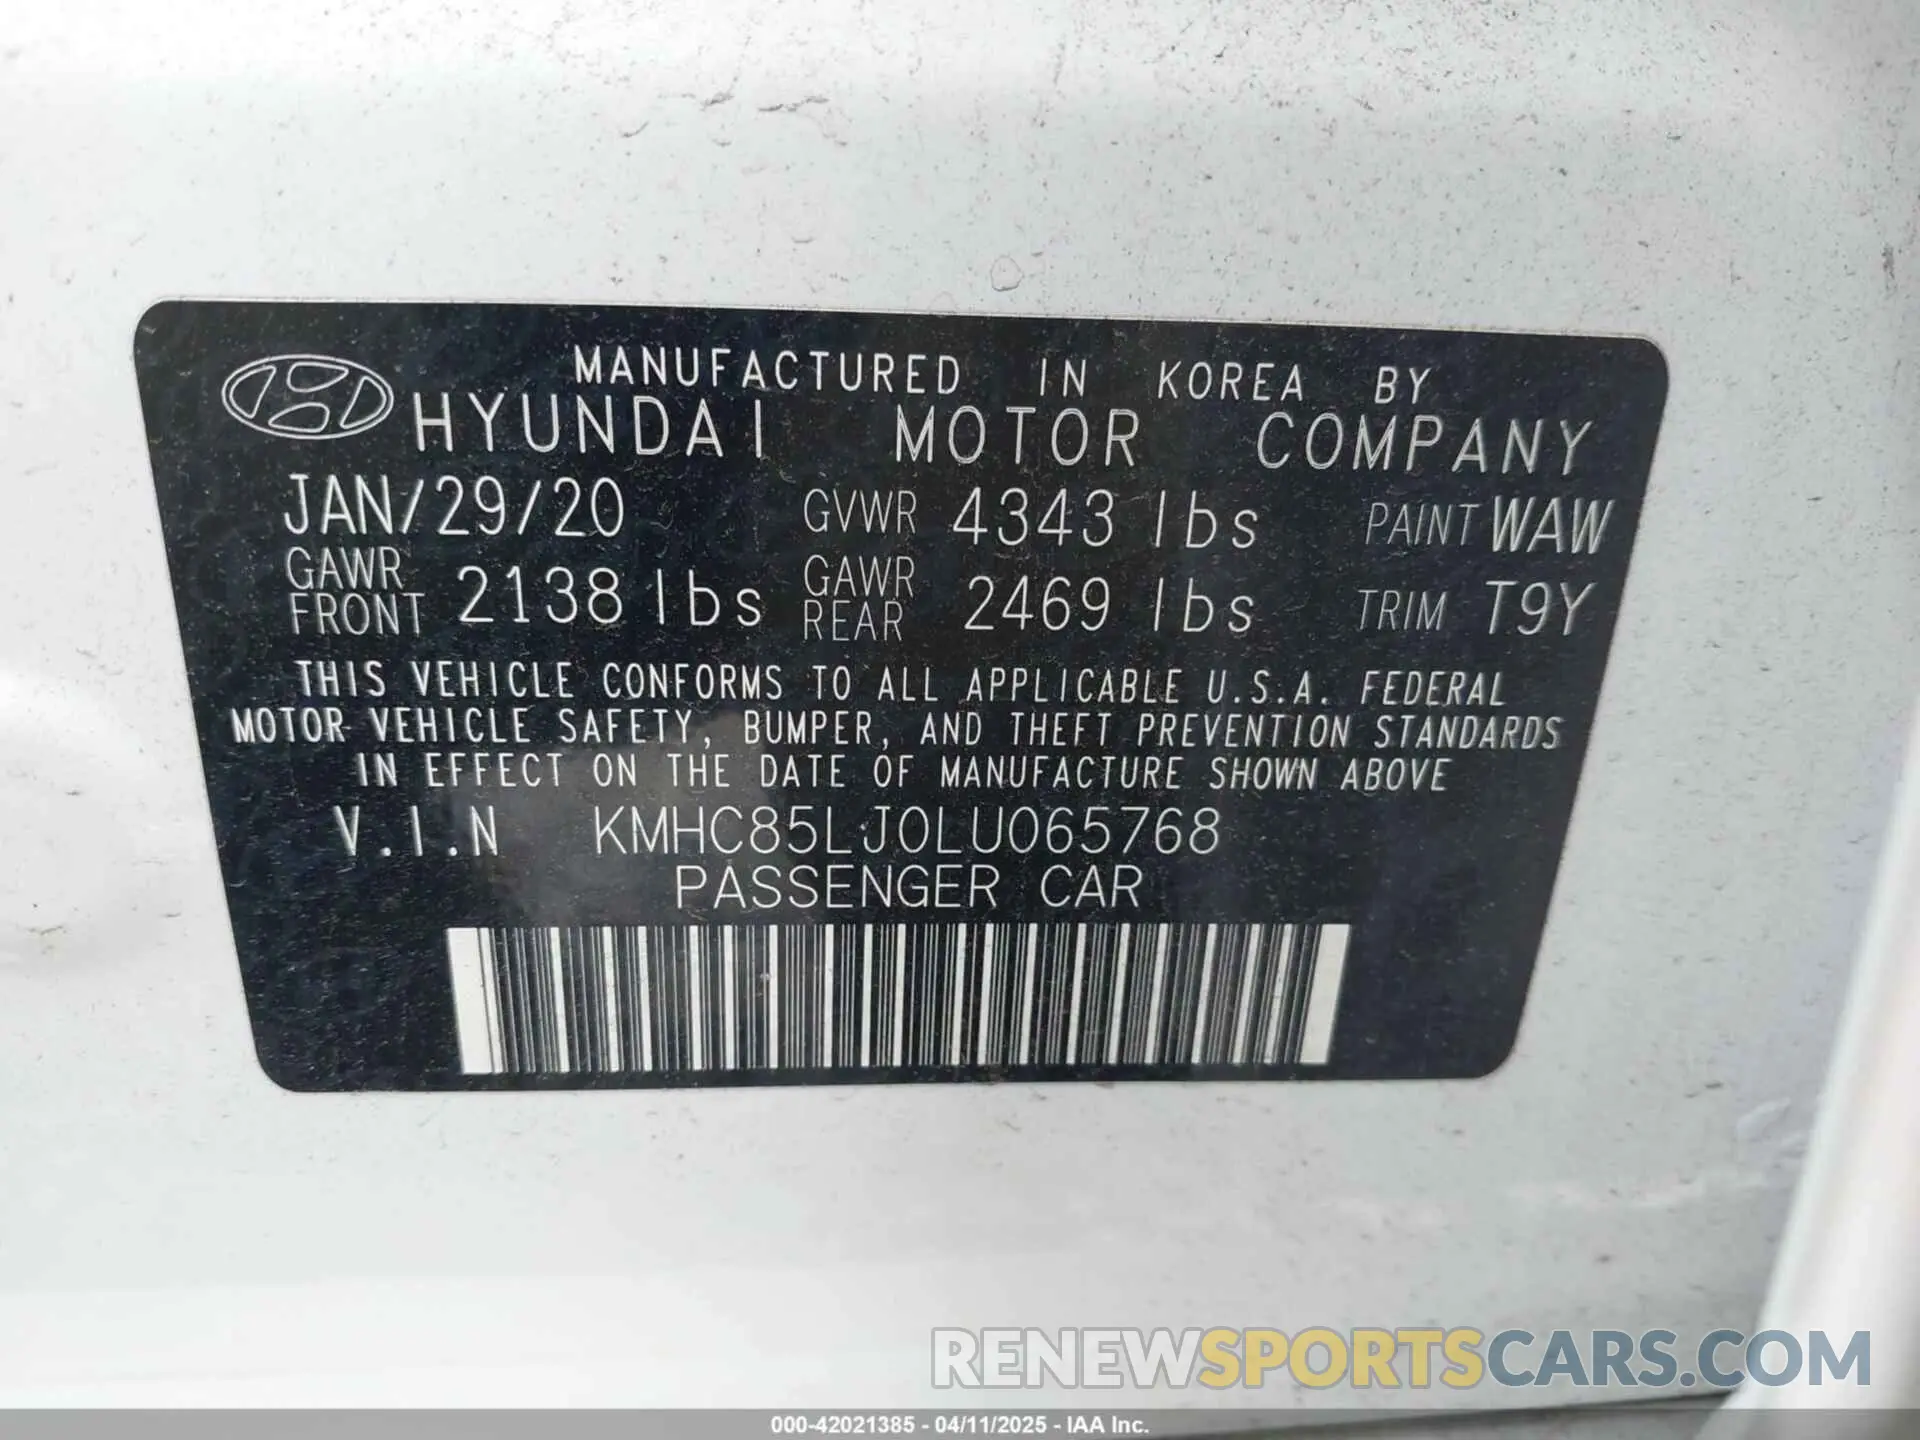 MANUFACTURED IN KOREA BY
HYUNDAI MOTOR COMPANY
JAN/29/20 GVWR 4343 lbs PAINT WAW
GAWR FRONT 2138 lbs GAWR REAR 2469 lbs TRIM T9Y
THIS VEHICLE CONFORMS TO ALL APPLICABLE U.S.A. FEDERAL
MOTOR VEHICLE SAFETY, BUMPER, AND THEFT PREVENTION STANDARDS
IN EFFECT ON THE DATE OF MANUFACTURE SHOWN ABOVE
V.I.N KMHC85LJ0LU065768
PASSENGER CAR
RENEWSPORTSCARS.COM
000-42021385 - 04/11/2025 - IAA Inc.